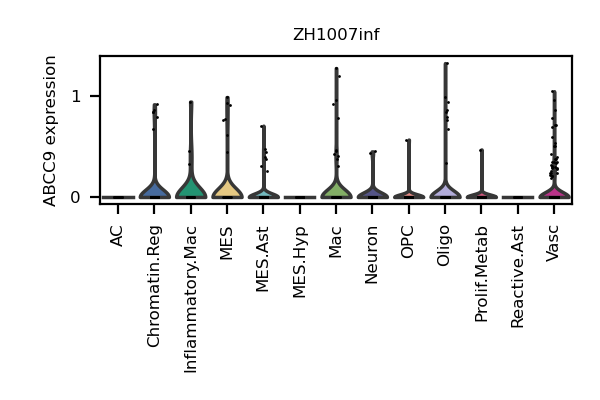 ZH1007inf
ABCC9 expression
1
0
AC
Chromatin.Reg
Inflammatory.Mac
MES
MES.Ast
MES.Hyp
Mac
Neuron
OPC
Oligo
Prolif.Metab
Reactive.Ast
Vasc